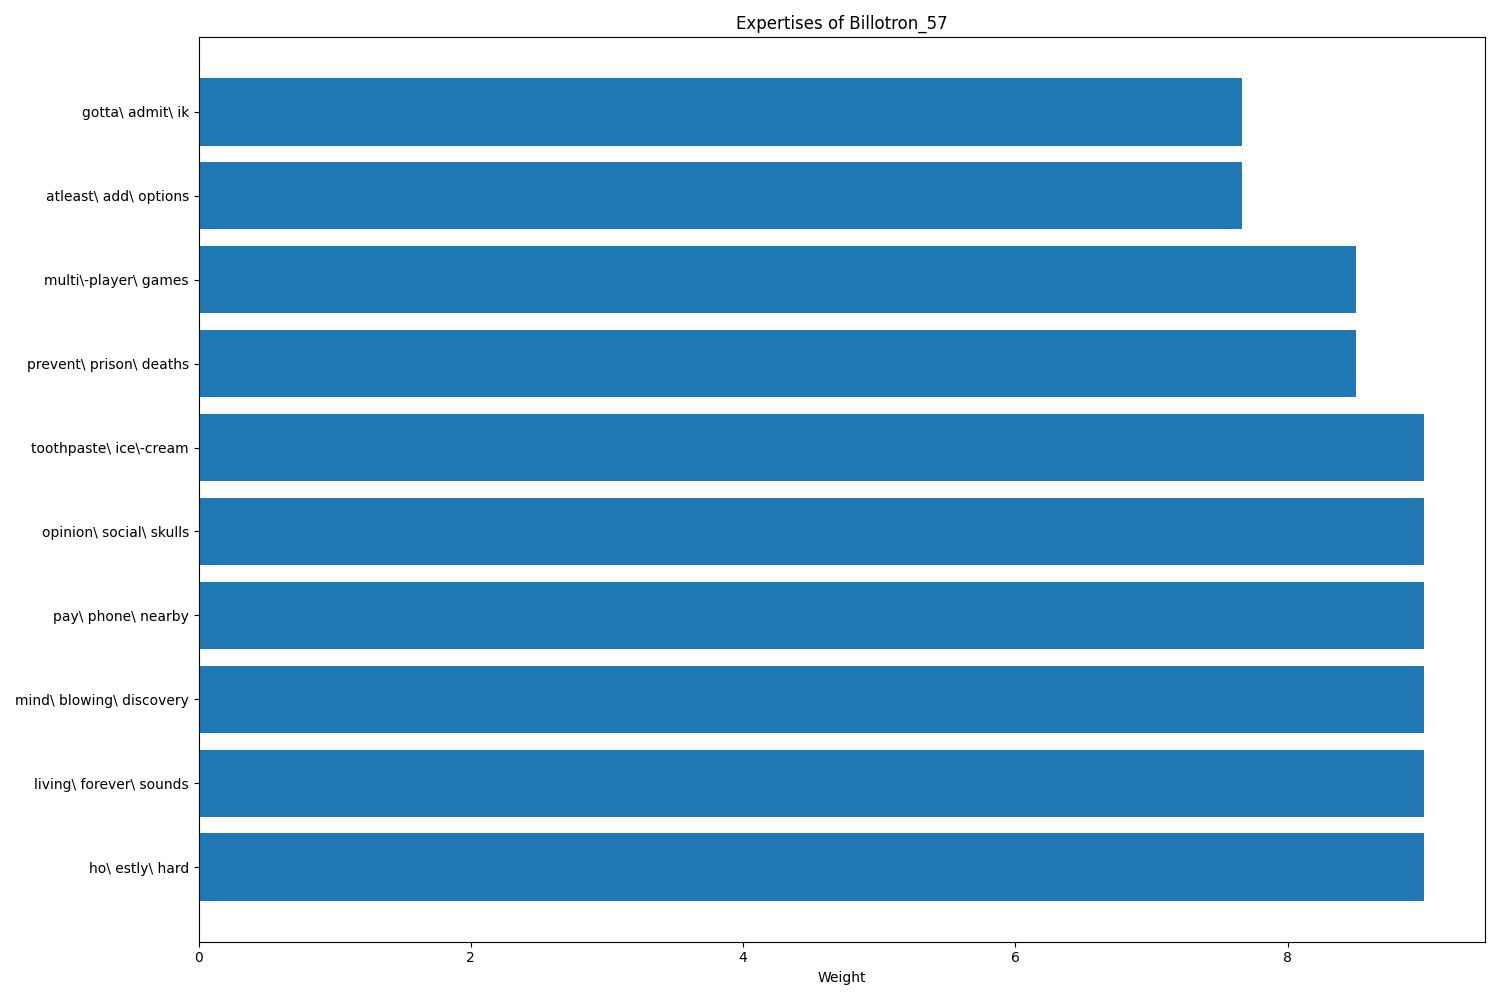 Expertises of Billotron_57
gotta\ admit\ ik
atleast\ add\ options
multi\-player\ games
prevent\ prison\ deaths
toothpaste\ ice\-cream
opinion\ social\ skulls
pay\ phone\ nearby
mind\ blowing\ discovery
living\ forever\ sounds
ho\ estly\ hard
0 2 4 6 8
Weight